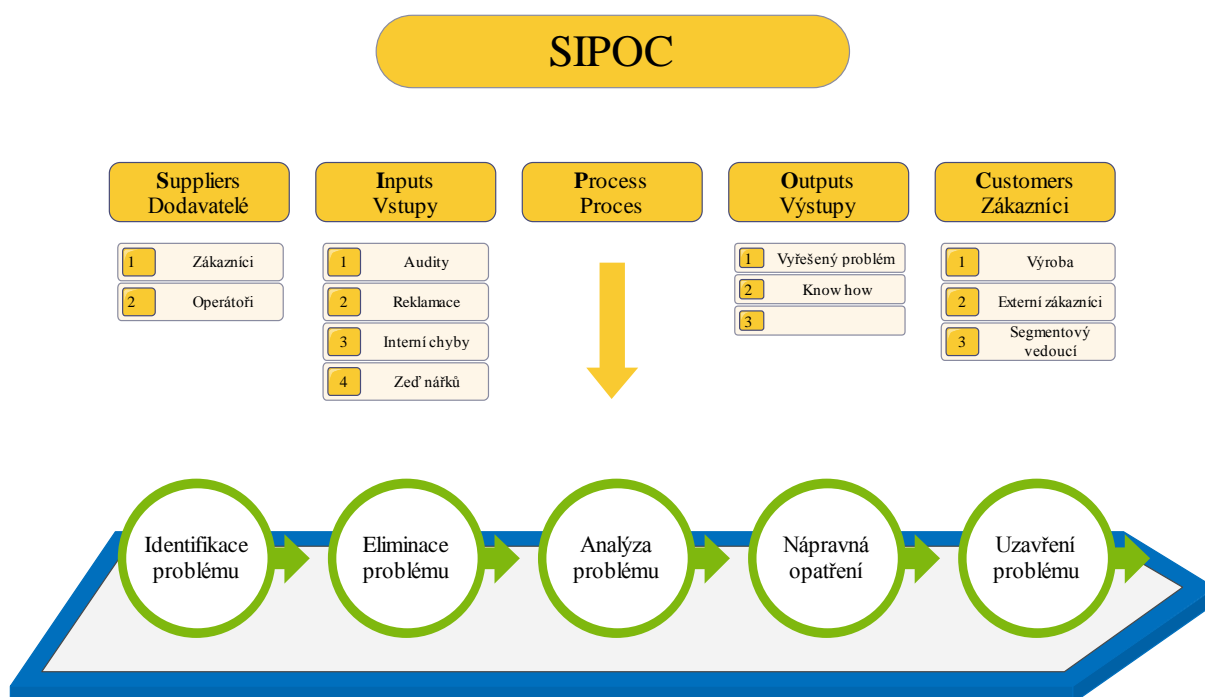 SIPOC
Suppliers
Dodavatelé
Inputs
Vstupy
Process
Proces
Outputs
Výstupy
Customers
Zákazníci
1 Zákazníci
2 Operátoři
1 Audity
2 Reklamace
3 Interní chyby
4 Zeď nářků
1 Vyřešený problém
2 Know how
3
1 Výroba
2 Externí zákazníci
3 Segmentový
vedoucí
Identifikace
problému
Eliminace
problému
Analýza
problému
Nápravná
opatření
Uzavření
problému